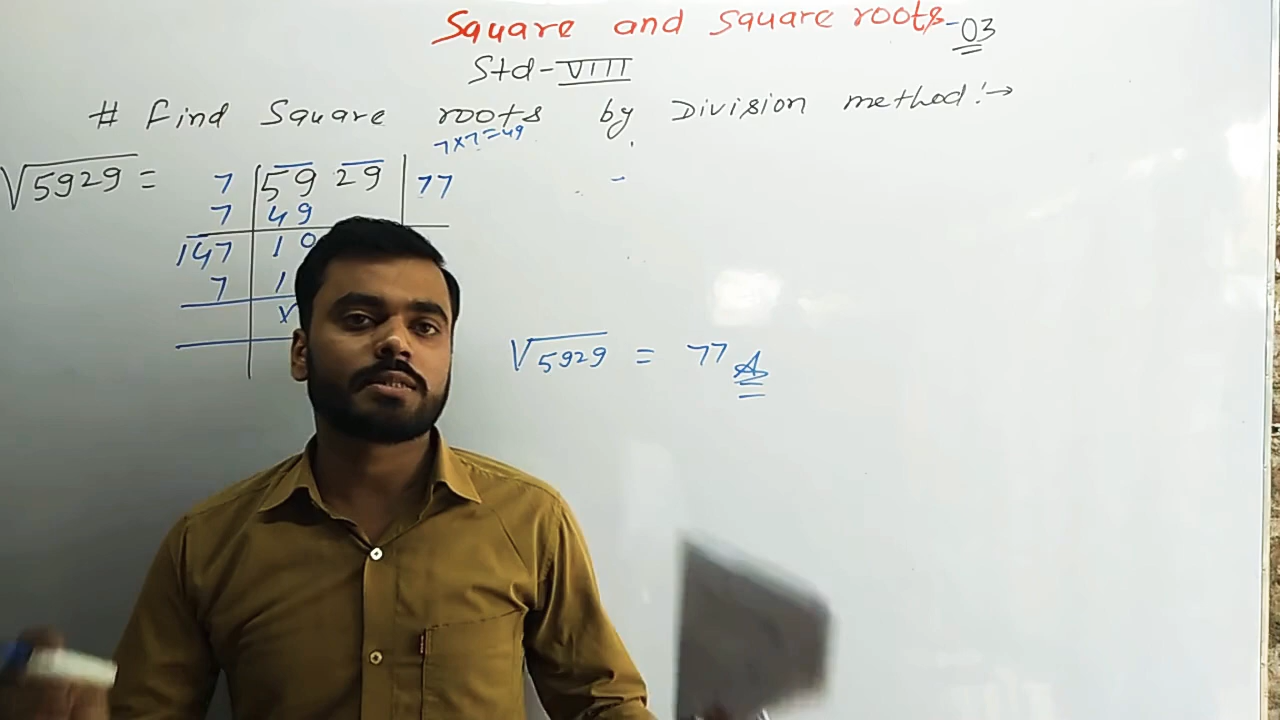 Square and square roots-03
Std-VIII
# Find Square roots by Division method:→
7×7=49
√5929 = 7 59 29 77
7 49
147 10
7 1
×
√5929 = 77 A